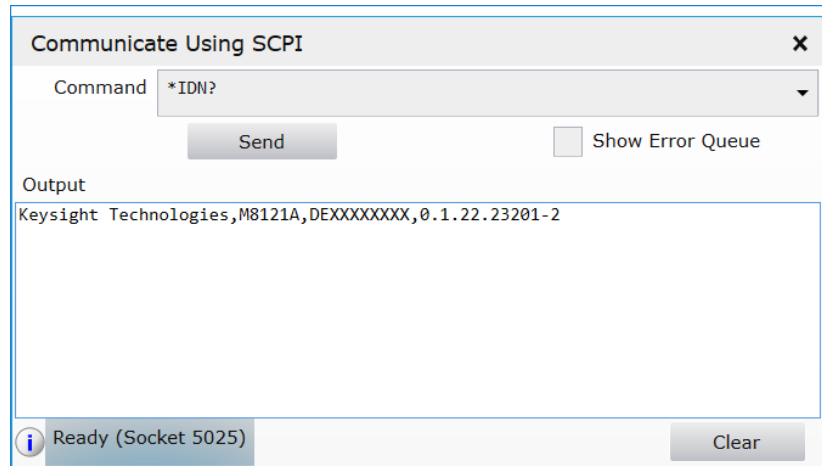 Communicate Using SCPI ×
Command *IDN?
Send Show Error Queue
Output
Keysight Technologies,M8121A,DEXXXXXXXX,0.1.22.23201-2
i Ready (Socket 5025) Clear